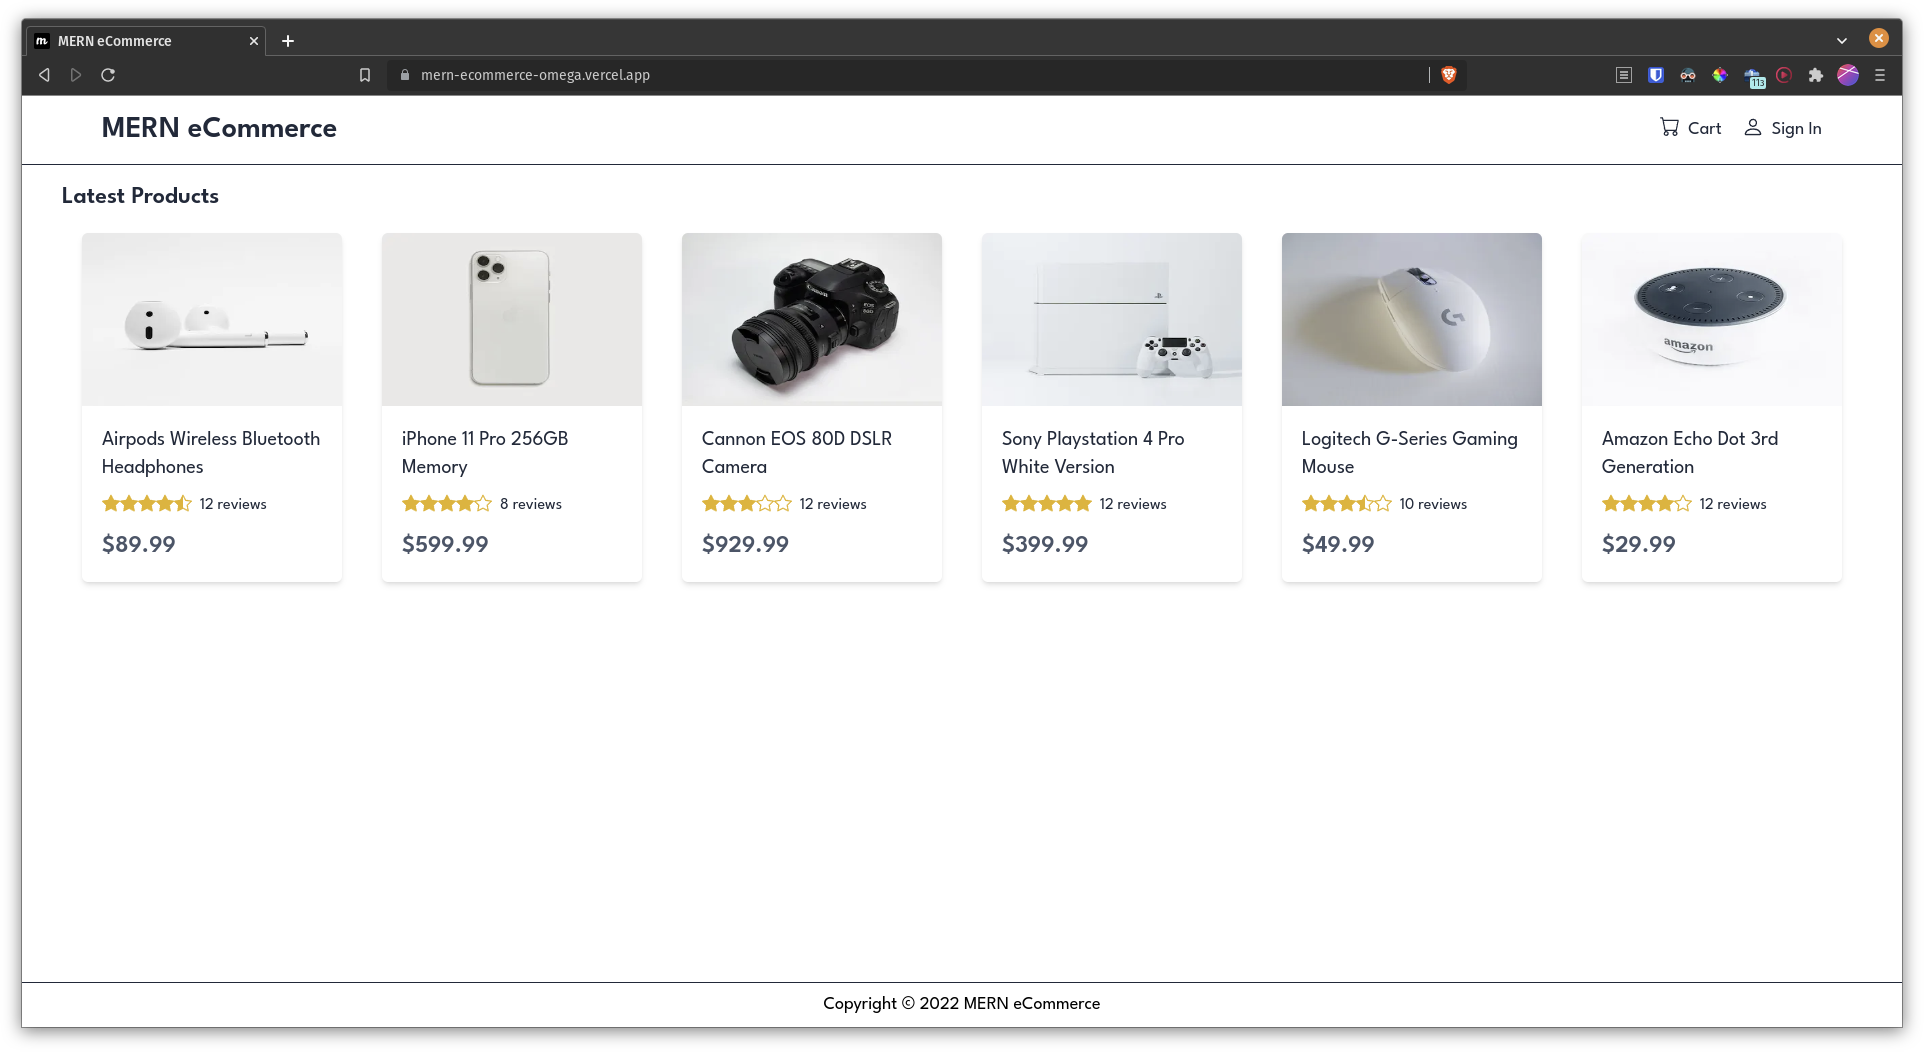 MERN eCommerce
mern-ecommerce-omega.vercel.app
113
MERN eCommerce
Cart
Sign In
Latest Products
Canon
EOS
80D
amazon
Airpods Wireless Bluetooth
Headphones
12 reviews
$89.99
iPhone 11 Pro 256GB
Memory
8 reviews
$599.99
Cannon EOS 80D DSLR
Camera
12 reviews
$929.99
Sony Playstation 4 Pro
White Version
12 reviews
$399.99
Logitech G-Series Gaming
Mouse
10 reviews
$49.99
Amazon Echo Dot 3rd
Generation
12 reviews
$29.99
Copyright © 2022 MERN eCommerce